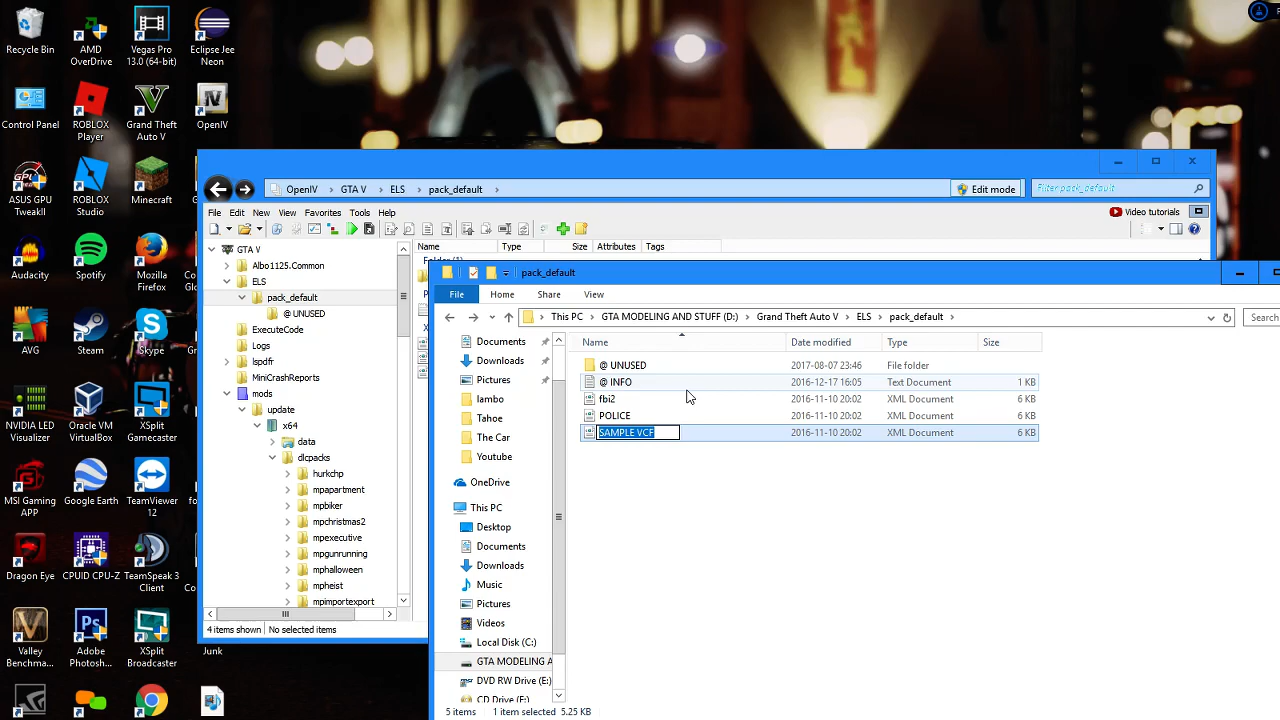 Recycle Bin
AMD OverDrive
Vegas Pro 13.0 (64-bit)
Eclipse Jee Neon
Control Panel
ROBLOX Player
Grand Theft Auto V
OpenIV
ASUS GPU TweakII
ROBLOX Studio
Minecraft
Audacity
Spotify
Mozilla Firefox
AVG
Steam
Skype
NVIDIA LED Visualizer
Oracle VM VirtualBox
XSplit Gamecaster
MSI Gaming APP
Google Earth
TeamViewer 12
Dragon Eye
CPUID CPU-Z
TeamSpeak 3 Client
Valley Benchma...
Adobe Photosh...
XSplit Broadcaster
Junk
OpenIV
GTA V
ELS
pack_default
Edit mode
Filter pack_default
File Edit View Favorites Tools Help
New
Video tutorials
GTA V
Albo1125.Common
ELS
pack_default
@ UNUSED
ExecuteCode
Logs
lspdfr
MiniCrashReports
mods
update
x64
data
dlcpacks
hurkchp
mpapartment
mpbiker
mpchristmas2
mpexecutive
mpgunrunning
mphalloween
mpheist
mpimportexport
4 items shown
No selected items
Name Type Size Attributes Tags
pack_default
File Home Share View
This PC
GTA MODELING AND STUFF (D:)
Grand Theft Auto V
ELS
pack_default
Search
Documents
Downloads
Pictures
lambo
Tahoe
The Car
Youtube
OneDrive
This PC
Desktop
Documents
Downloads
Music
Pictures
Videos
Local Disk (C:)
GTA MODELING A
DVD RW Drive (E:)
CD Drive (F:)
Name Date modified Type Size
@ UNUSED 2017-08-07 23:46 File folder
@ INFO 2016-12-17 16:05 Text Document 1 KB
fbi2 2016-11-10 20:02 XML Document 6 KB
POLICE 2016-11-10 20:02 XML Document 6 KB
SAMPLE VCF 2016-11-10 20:02 XML Document 6 KB
5 items
1 item selected 5.25 KB